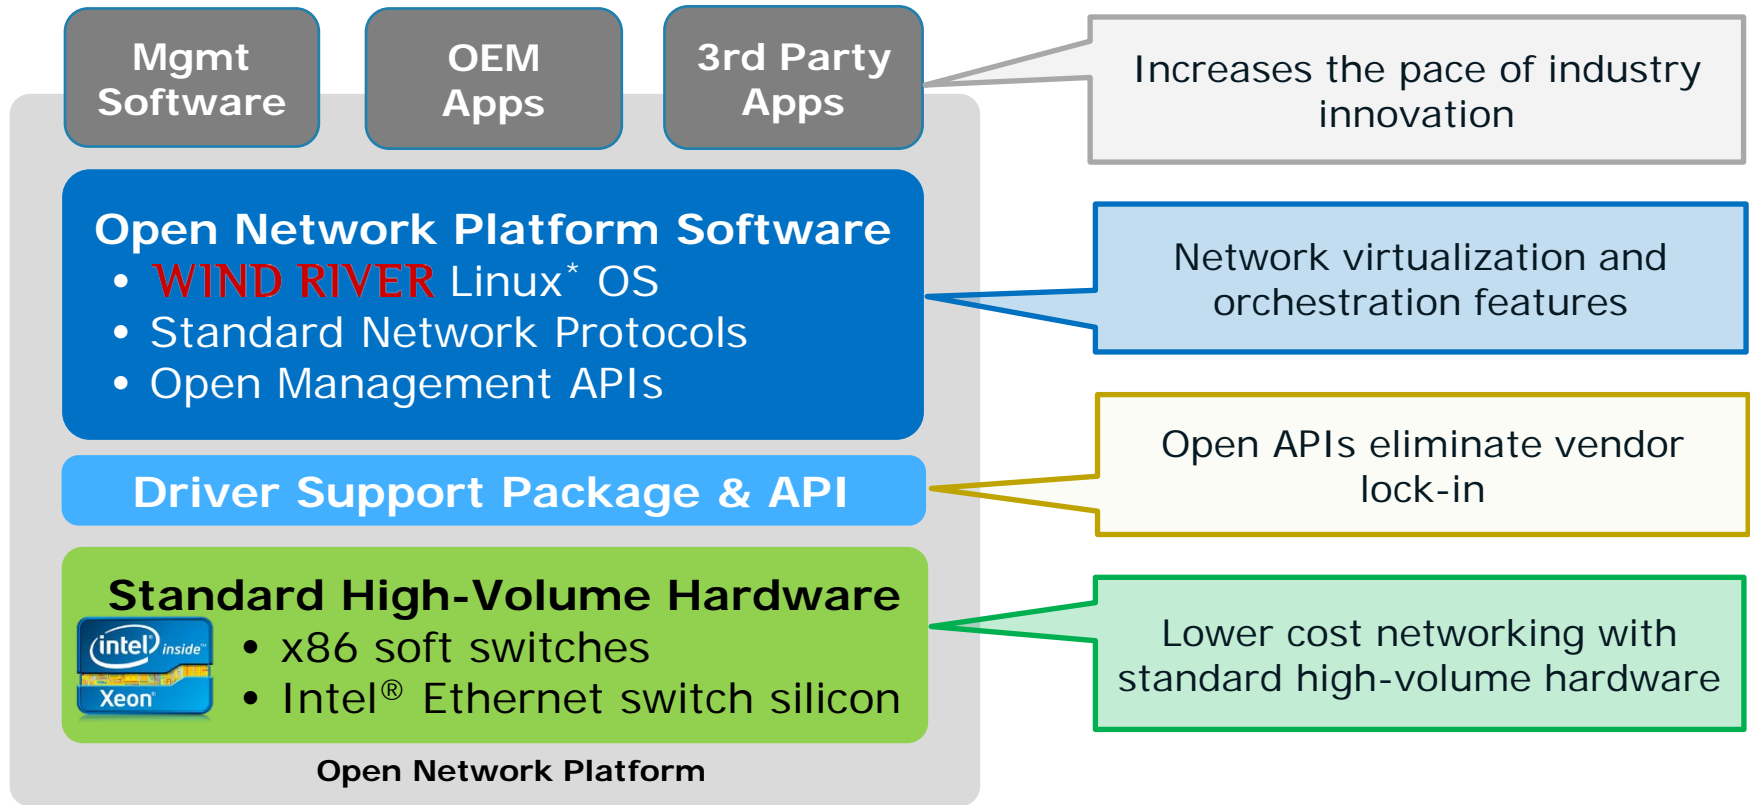 Mgmt
Software
OEM
Apps
3rd Party
Apps
Increases the pace of industry
innovation
Open Network Platform Software
• WIND RIVER Linux* OS
• Standard Network Protocols
• Open Management APIs
Network virtualization and
orchestration features
Driver Support Package & API
Open APIs eliminate vendor
lock-in
Standard High-Volume Hardware
• x86 soft switches
• Intel® Ethernet switch silicon
intel® inside™
Xeon®
Lower cost networking with
standard high-volume hardware
Open Network Platform